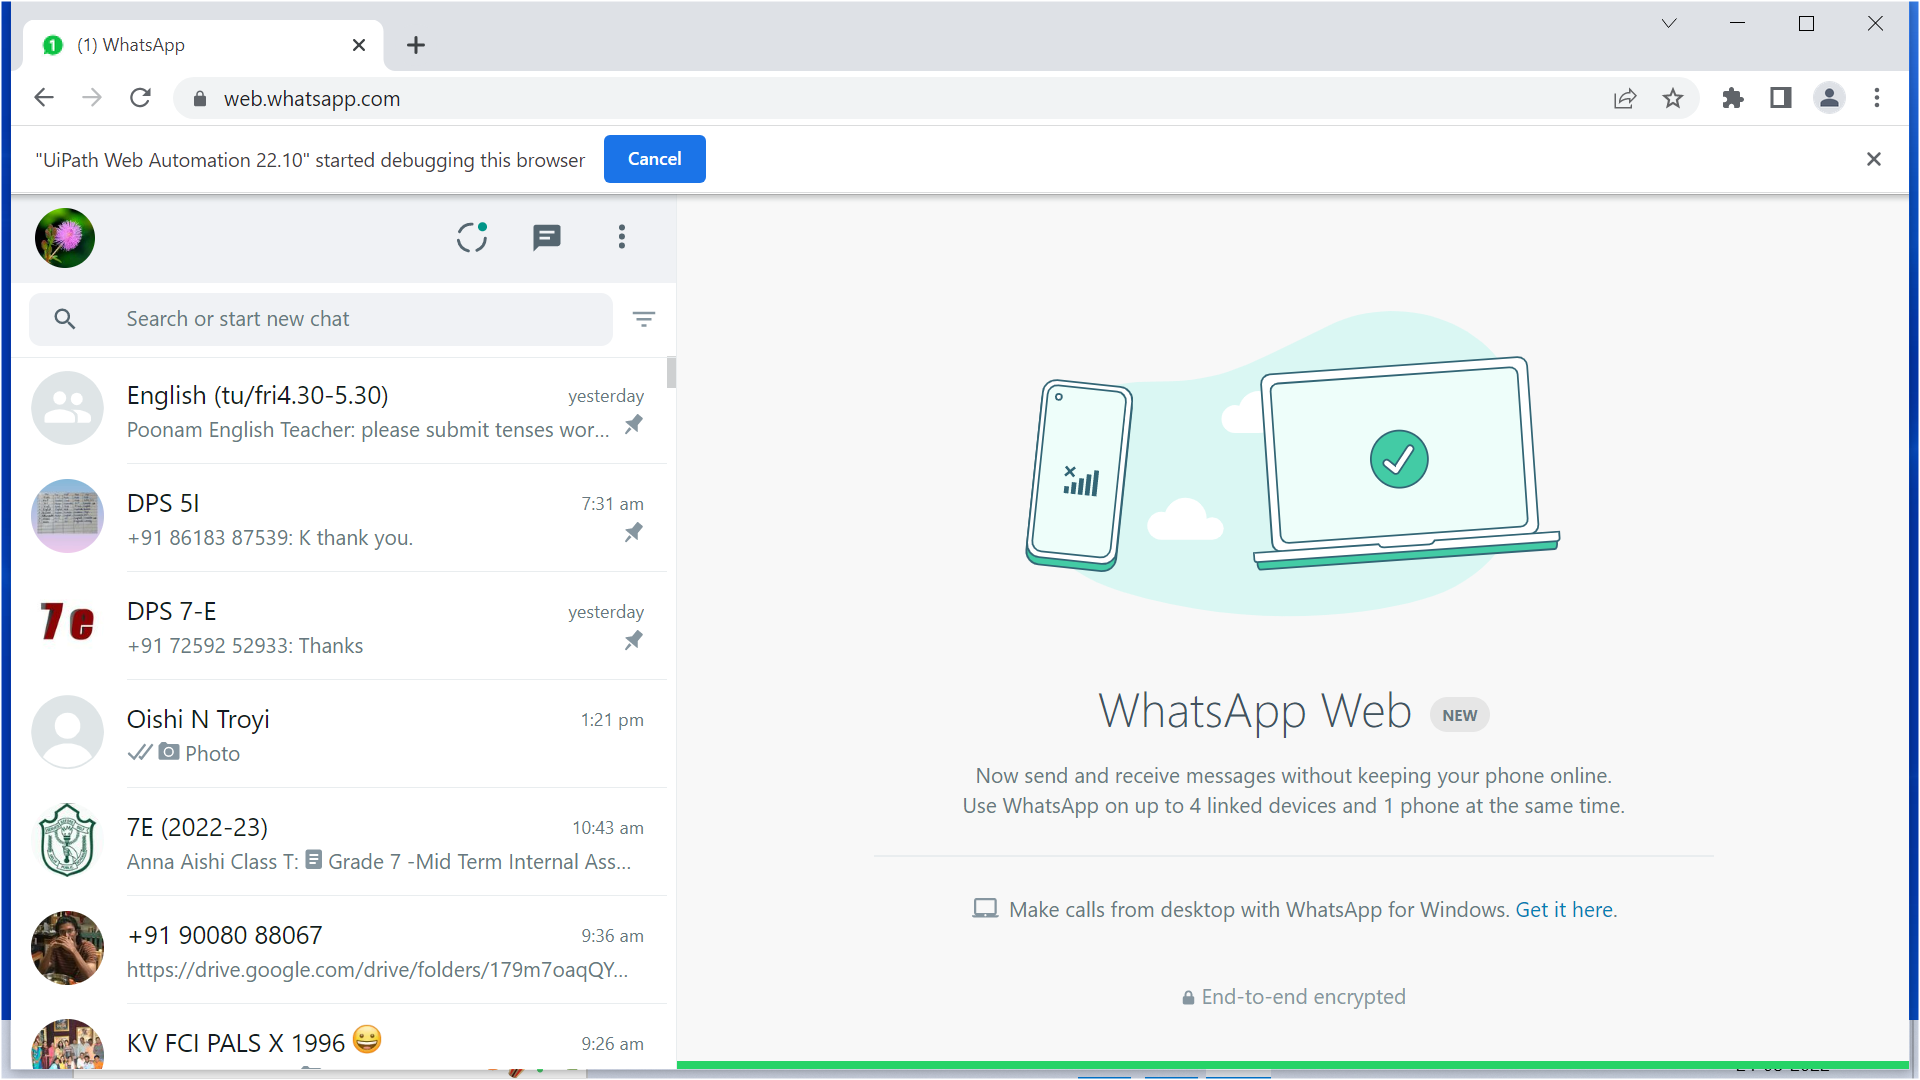 1 (1) WhatsApp
web.whatsapp.com
"UiPath Web Automation 22.10" started debugging this browser
Cancel
Search or start new chat
English (tu/fri4.30-5.30) yesterday
Poonam English Teacher: please submit tenses wor...
DPS 5I 7:31 am
+91 86183 87539: K thank you.
7e
DPS 7-E yesterday
+91 72592 52933: Thanks
Oishi N Troyi 1:21 pm
Photo
7E (2022-23) 10:43 am
Anna Aishi Class T: Grade 7 -Mid Term Internal Ass...
+91 90080 88067 9:36 am
https://drive.google.com/drive/folders/179m7oaqQY...
KV FCI PALS X 1996 😀 9:26 am
WhatsApp Web NEW
Now send and receive messages without keeping your phone online.
Use WhatsApp on up to 4 linked devices and 1 phone at the same time.
Make calls from desktop with WhatsApp for Windows. Get it here.
End-to-end encrypted